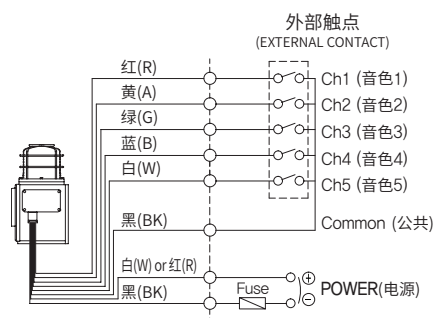 外部触点
(EXTERNAL CONTACT)
红(R) Ch1 (音色1)
黄(A) Ch2 (音色2)
绿(G) Ch3 (音色3)
蓝(B) Ch4 (音色4)
白(W) Ch5 (音色5)
黑(BK) Common (公共)
白(W) or 红(R) ⊕
POWER(电源)
黑(BK) Fuse ⊖